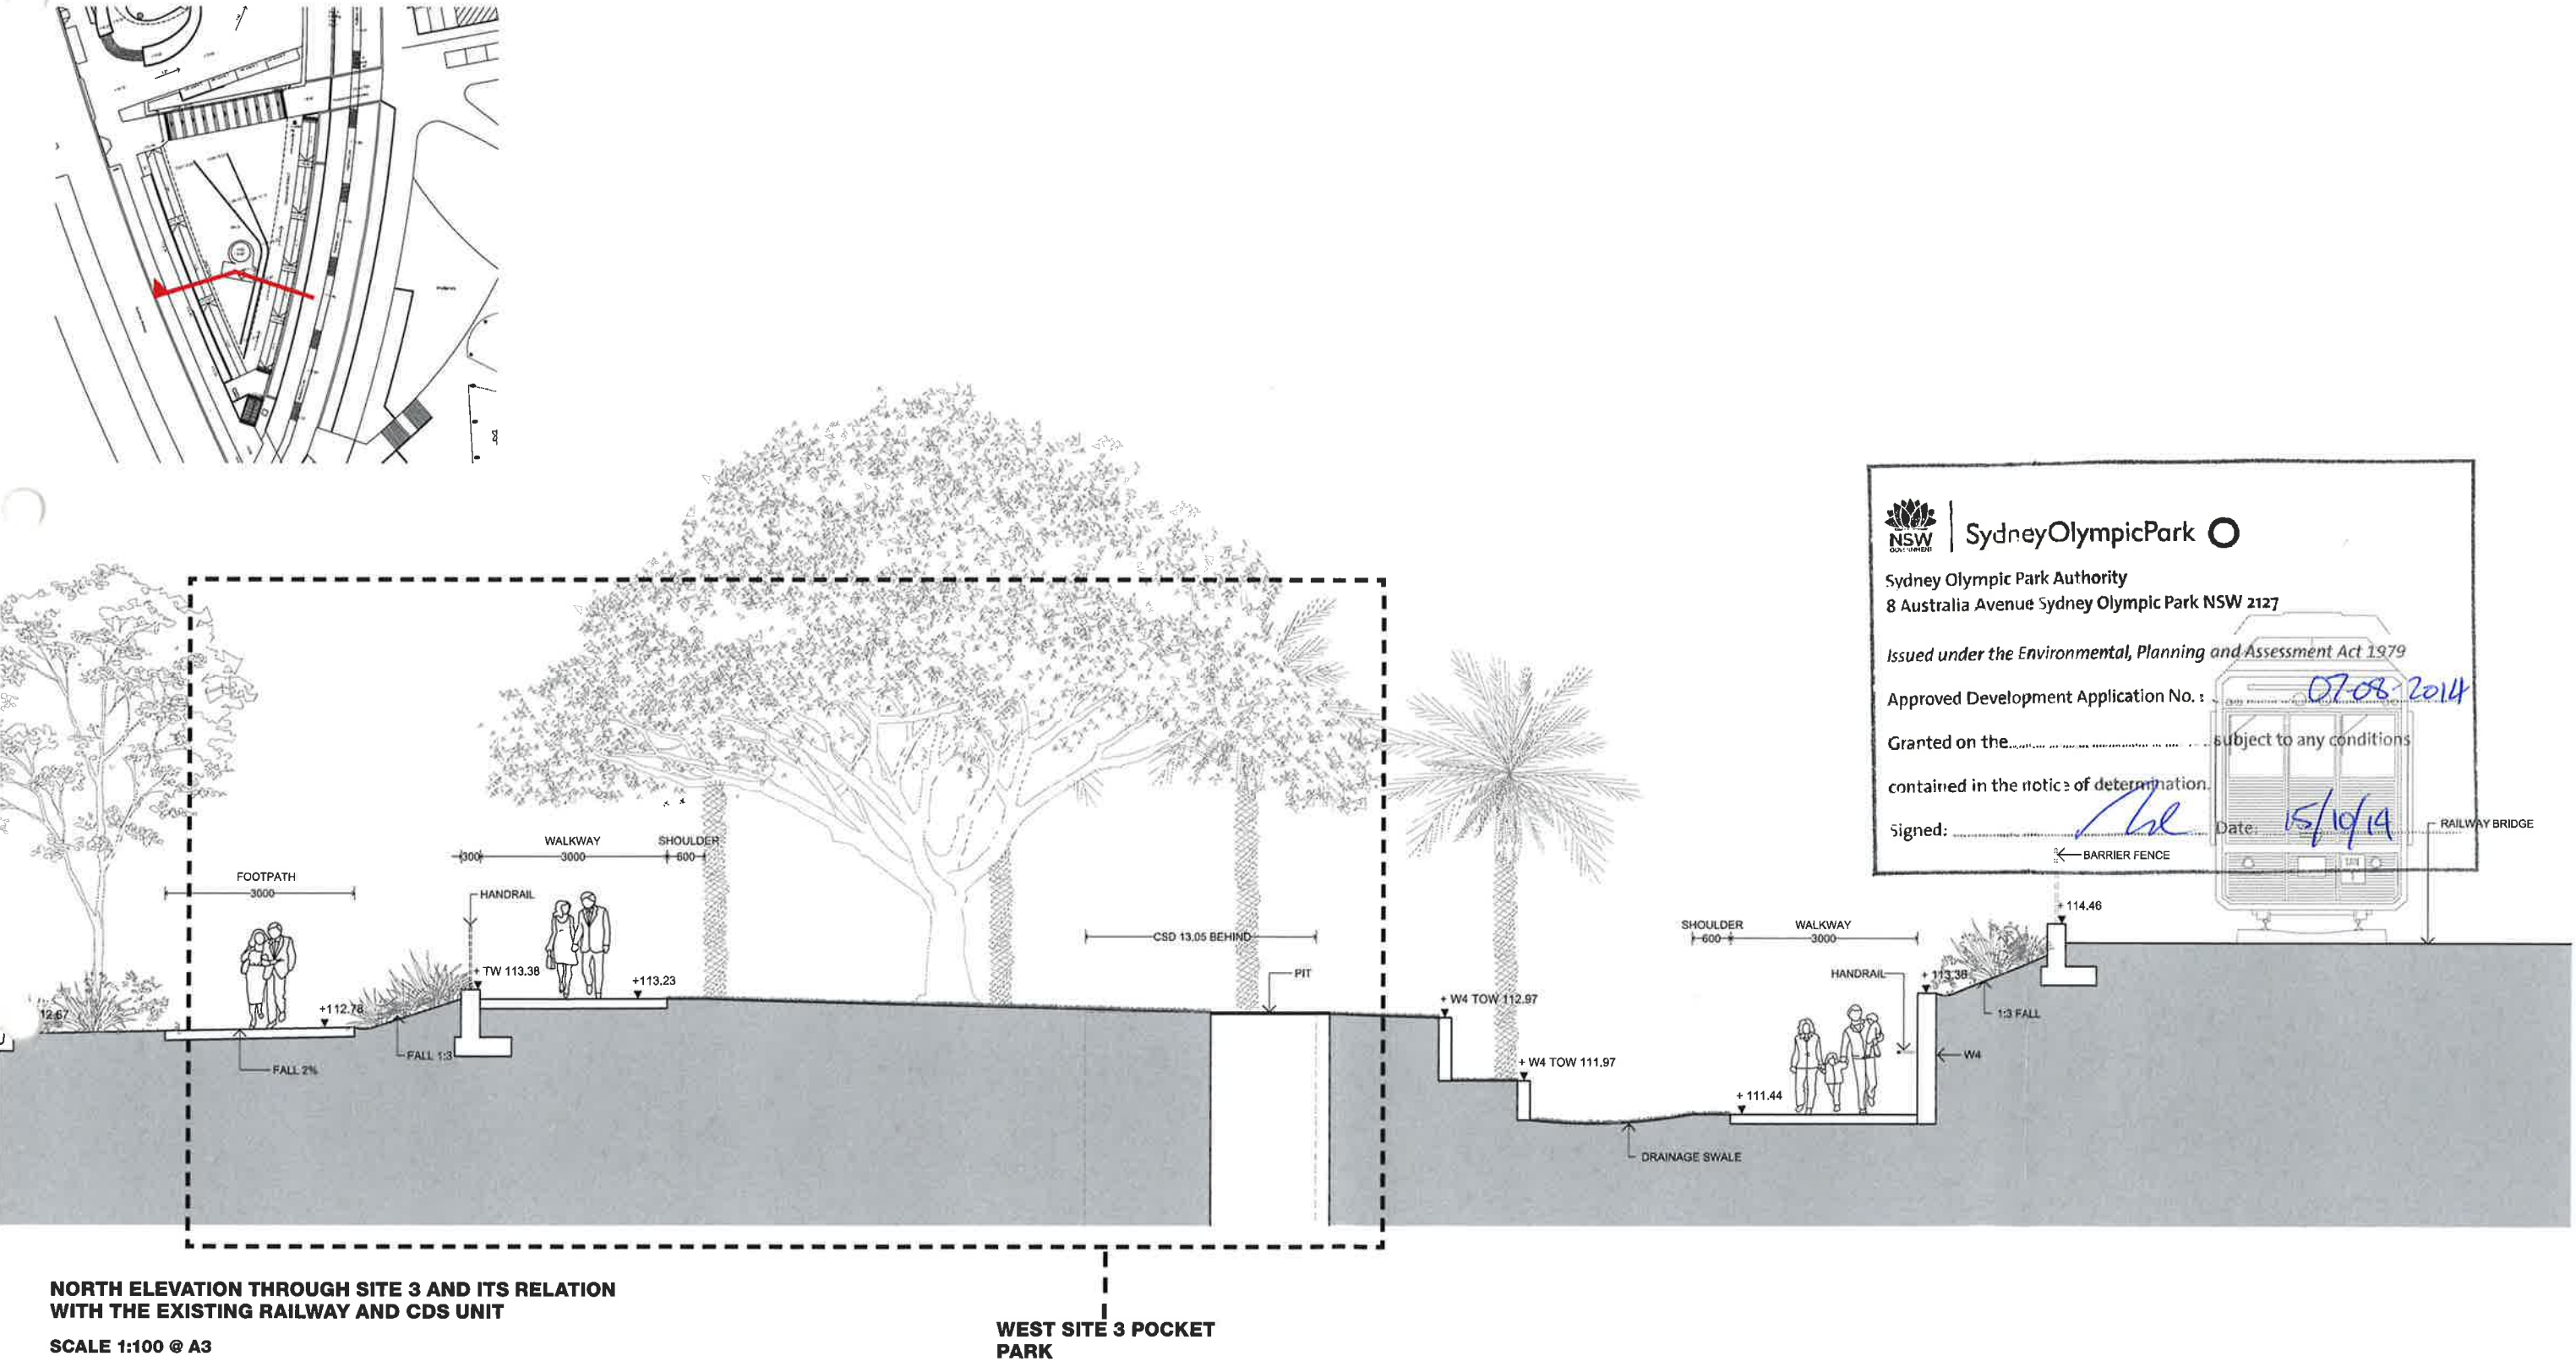 NSW
GOVERNMENT
SydneyOlympicPark
Sydney Olympic Park Authority
8 Australia Avenue Sydney Olympic Park NSW 2127
Issued under the Environmental, Planning and Assessment Act 1979
Approved Development Application No. : 07-08-2014
Granted on the subject to any conditions
contained in the notice of determination.
Signed: Date: 15/10/14
RAILWAY BRIDGE
BARRIER FENCE
+ 114.46
WALKWAY
SHOULDER
300
3000
600
FOOTPATH
3000
HANDRAIL
CSD 13.05 BEHIND
SHOULDER
WALKWAY
600
3000
+ TW 113.38
+113.23
PIT
HANDRAIL
+ 113.38
+ W4 TOW 112.97
12.67
+112.78
1:3 FALL
FALL 1:3
FALL 2%
+ W4 TOW 111.97
W4
+ 111.44
DRAINAGE SWALE
NORTH ELEVATION THROUGH SITE 3 AND ITS RELATION
WITH THE EXISTING RAILWAY AND CDS UNIT
SCALE 1:100 @ A3
WEST SITE 3 POCKET
PARK